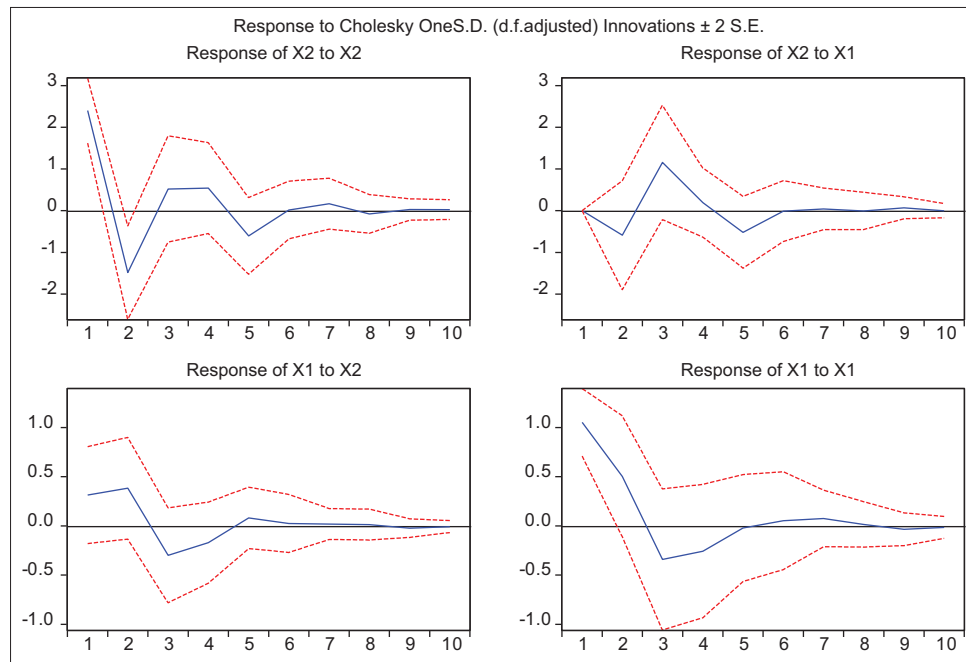 Response to Cholesky OneS.D. (d.f.adjusted) Innovations ± 2 S.E.
Response of X2 to X2
3
2
1
0
-1
-2
1 2 3 4 5 6 7 8 9 10
Response of X2 to X1
3
2
1
0
-1
-2
1 2 3 4 5 6 7 8 9 10
Response of X1 to X2
1.0
0.5
0.0
-0.5
-1.0
1 2 3 4 5 6 7 8 9 10
Response of X1 to X1
1.0
0.5
0.0
-0.5
-1.0
1 2 3 4 5 6 7 8 9 10